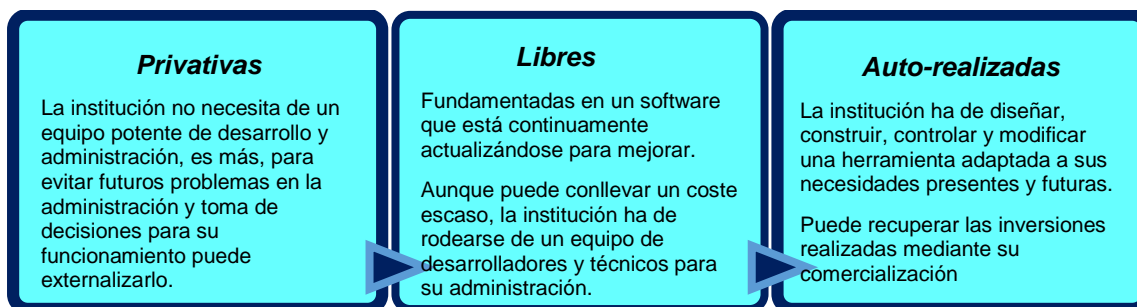 Privativas
La institución no necesita de un
equipo potente de desarrollo y
administración, es más, para
evitar futuros problemas en la
administración y toma de
decisiones para su
funcionamiento puede
externalizarlo.
Libres
Fundamentadas en un software
que está continuamente
actualizándose para mejorar.
Aunque puede conllevar un coste
escaso, la institución ha de
rodearse de un equipo de
desarrolladores y técnicos para
su administración.
Auto-realizadas
La institución ha de diseñar,
construir, controlar y modificar
una herramienta adaptada a sus
necesidades presentes y futuras.
Puede recuperar las inversiones
realizadas mediante su
comercialización